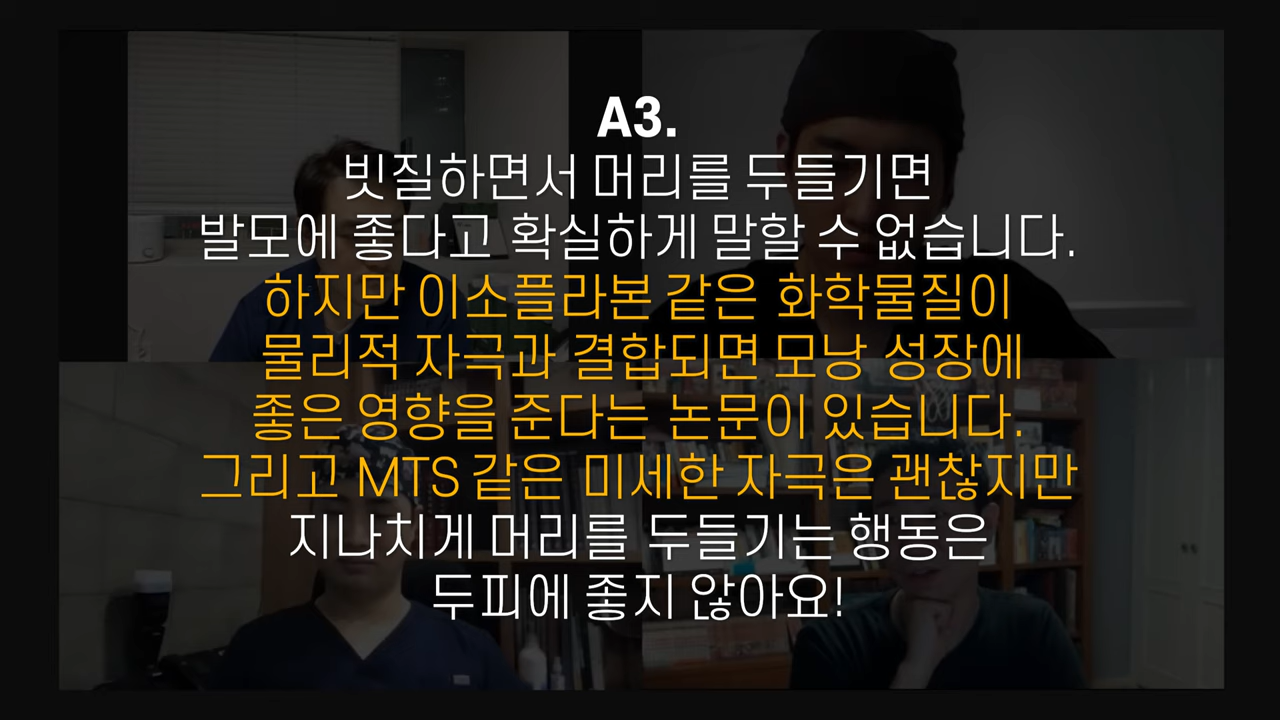 A3.
빗질하면서 머리를 두들기면
발모에 좋다고 확실하게 말할 수 없습니다.
하지만 이소플라본 같은 화학물질이
물리적 자극과 결합되면 모낭 성장에
좋은 영향을 준다는 논문이 있습니다.
그리고 MTS 같은 미세한 자극은 괜찮지만
지나치게 머리를 두들기는 행동은
두피에 좋지 않아요!